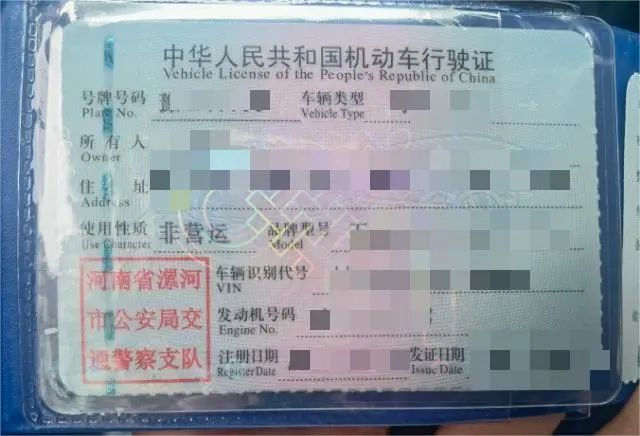 中华人民共和国机动车行驶证
Vehicle License of the People's Republic of China
号牌号码 车辆类型
Plate No. Vehicle Type
所有人
Owner
住址
Address
使用性质 非营运 品牌型号
Use Character Model
车辆识别代号
VIN
发动机号码
Engine No.
注册日期 发证日期
Register Date Issue Date
河南省漯河
市公安局交
通警察支队